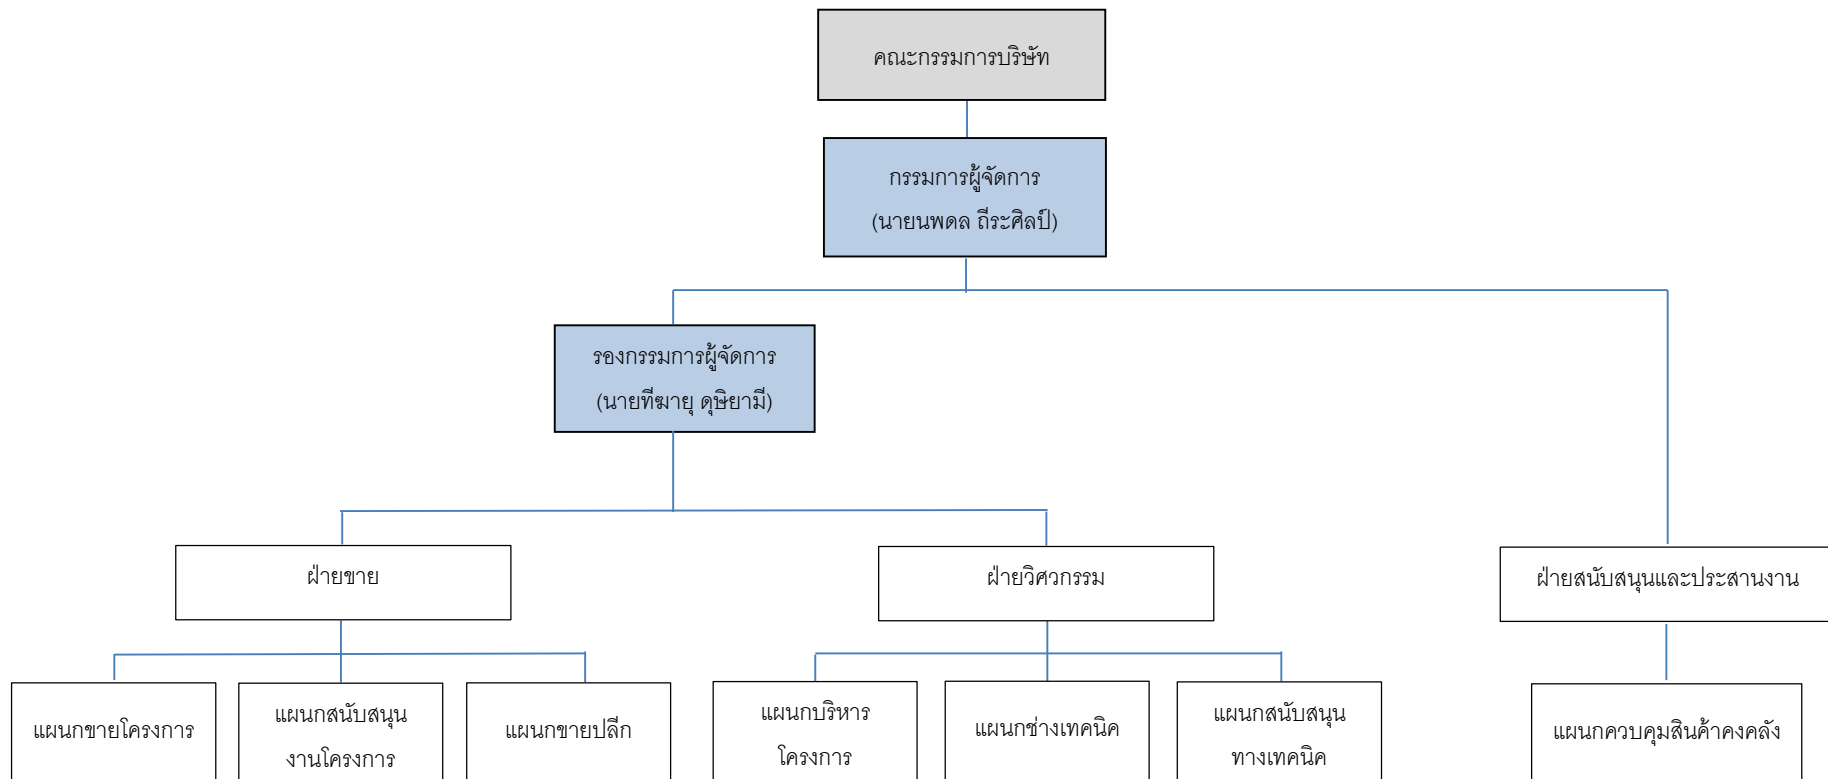 คณะกรรมการบริษัท
กรรมการผู้จัดการ
(นายนพดล ถีระศิลป์)
รองกรรมการผู้จัดการ
(นายทีฆายุ ดุษิยามี)
ฝ่ายขาย
ฝ่ายวิศวกรรม
ฝ่ายสนับสนุนและประสานงาน
แผนกขายโครงการ
แผนกสนับสนุน
งานโครงการ
แผนกขายปลีก
แผนกบริหาร
โครงการ
แผนกช่างเทคนิค
แผนกสนับสนุน
ทางเทคนิค
แผนกควบคุมสินค้าคงคลัง